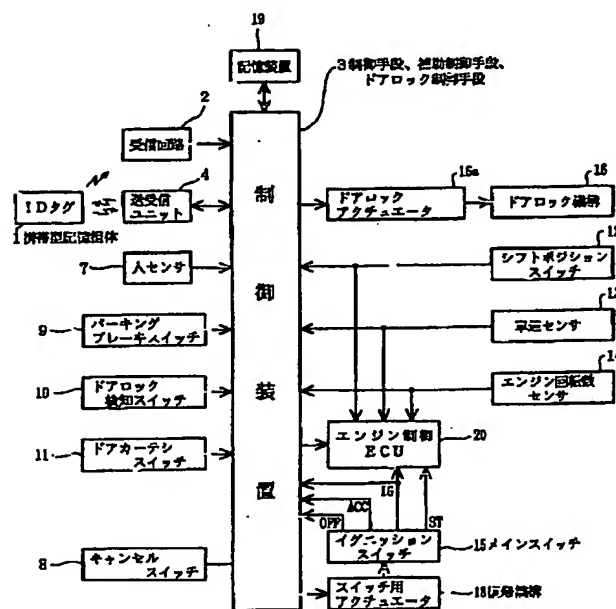 19
記憶装置
3 制御手段、補助制御手段、
ドアロック制御手段
2
受信回路
4
IDタグ
送受信
ユニット
1 携帯型記憶媒体
7
人センサ
9
パーキング
ブレーキスイッチ
10
ドアロック
検知スイッチ
11
ドアカーテシ
スイッチ
8
キャンセル
スイッチ
制
御
装
置
16a
ドアロック
アクチュエータ
16
ドアロック機構
シフトポジション
スイッチ
車速センサ
14
エンジン回転数
センサ
エンジン制御
ECU
20
IG
ACC
OFF
ST
イグニッション
スイッチ
15 メインスイッチ
スイッチ用
アクチュエータ